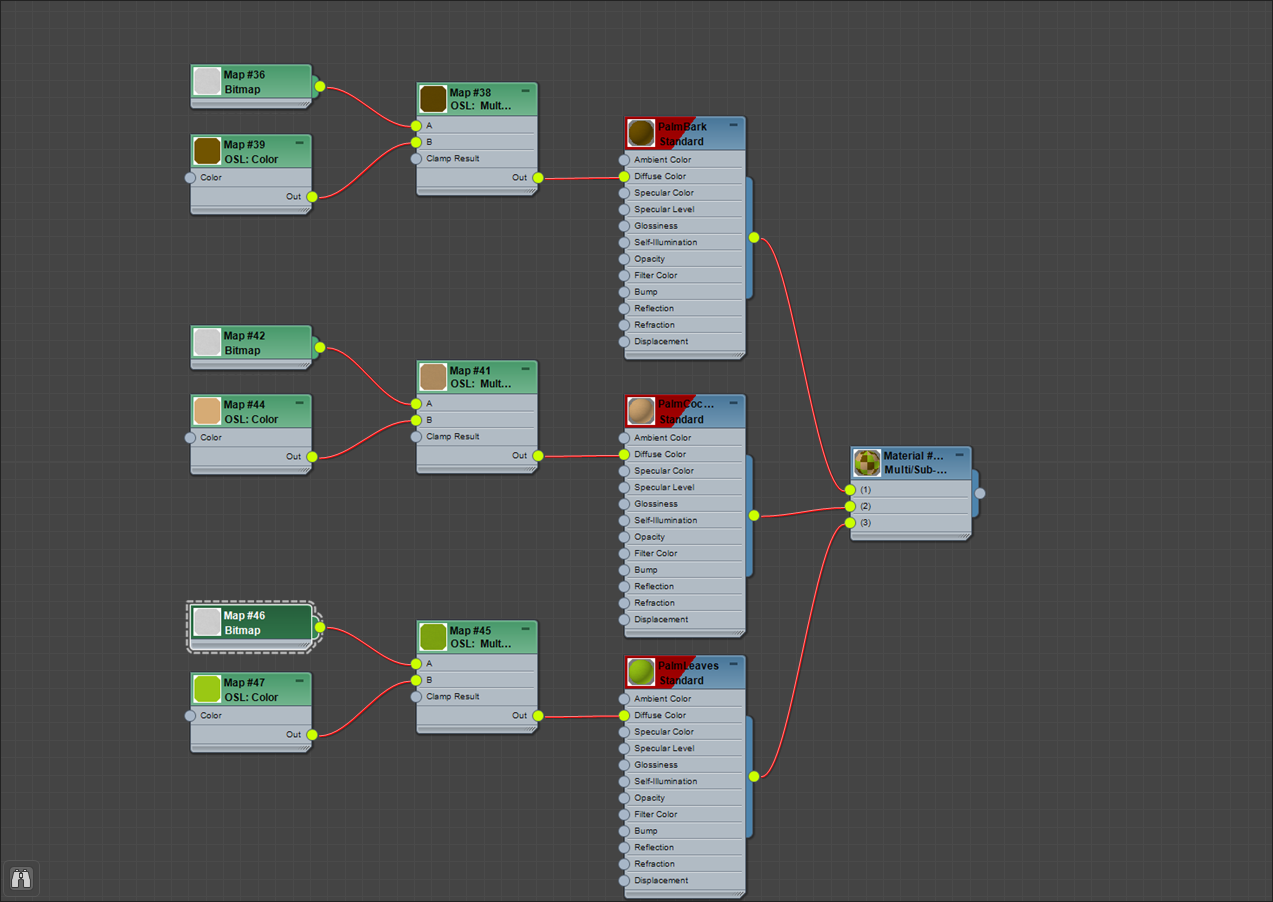 Map #36
Bitmap
Map #39
OSL: Color
Color
Out
Map #38
OSL: Mult...
A
B
Clamp Result
Out
PalmBark
Standard
Ambient Color
Diffuse Color
Specular Color
Specular Level
Glossiness
Self-Illumination
Opacity
Filter Color
Bump
Reflection
Refraction
Displacement
Map #42
Bitmap
Map #44
OSL: Color
Color
Out
Map #41
OSL: Mult...
A
B
Clamp Result
Out
PalmCoc...
Standard
Ambient Color
Diffuse Color
Specular Color
Specular Level
Glossiness
Self-Illumination
Opacity
Filter Color
Bump
Reflection
Refraction
Displacement
Material #...
Multi/Sub-...
(1)
(2)
(3)
Map #46
Bitmap
Map #47
OSL: Color
Color
Out
Map #45
OSL: Mult...
A
B
Clamp Result
Out
PalmLeaves
Standard
Ambient Color
Diffuse Color
Specular Color
Specular Level
Glossiness
Self-Illumination
Opacity
Filter Color
Bump
Reflection
Refraction
Displacement